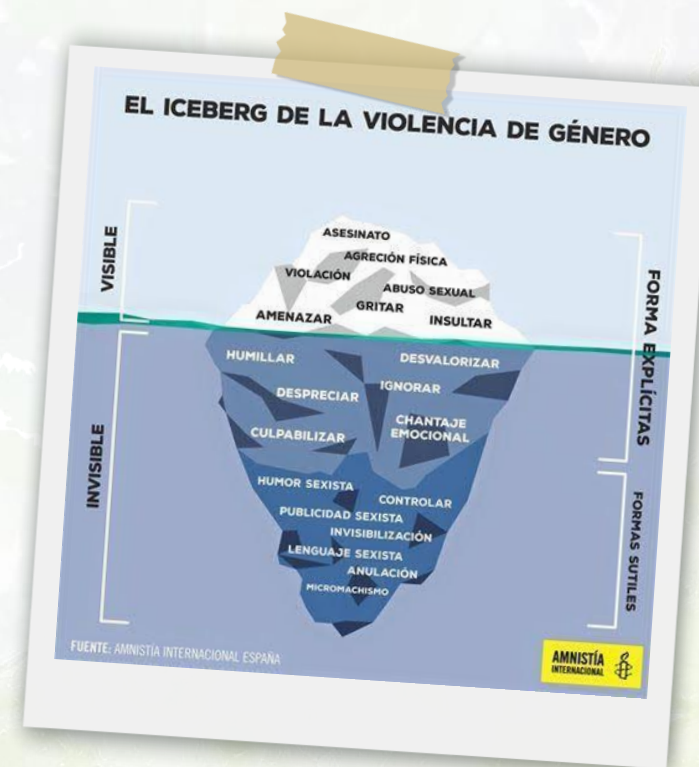 EL ICEBERG DE LA VIOLENCIA DE GÉNERO
VISIBLE
ASESINATO
AGRECIÓN FÍSICA
VIOLACIÓN
ABUSO SEXUAL
GRITAR
AMENAZAR
INSULTAR
FORMA EXPLÍCITAS
INVISIBLE
HUMILLAR
DESVALORIZAR
DESPRECIAR
IGNORAR
CULPABILIZAR
CHANTAJE
EMOCIONAL
HUMOR SEXISTA
CONTROLAR
PUBLICIDAD SEXISTA
INVISIBILIZACIÓN
LENGUAJE SEXISTA
ANULACIÓN
MICROMACHISMO
FORMAS SUTILES
FUENTE: AMNISTÍA INTERNACIONAL ESPAÑA
AMNISTÍA
INTERNACIONAL